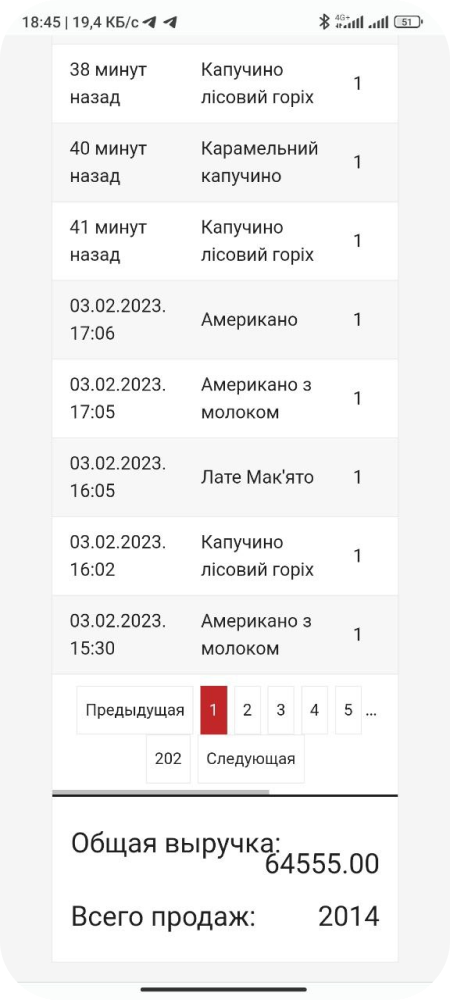 18:45 | 19,4 КБ/с 4G+ 51
38 минут Капучино
назад лісовий горіх 1
40 минут Карамельний
назад капучино 1
41 минут Капучино
назад лісовий горіх 1
03.02.2023.
17:06 Американо 1
03.02.2023. Американо з
17:05 молоком 1
03.02.2023.
16:05 Лате Мак'ято 1
03.02.2023. Капучино
16:02 лісовий горіх 1
03.02.2023. Американо з
15:30 молоком 1
Предыдущая 1 2 3 4 5 ...
202 Следующая
Общая выручка:
64555.00
Всего продаж: 2014